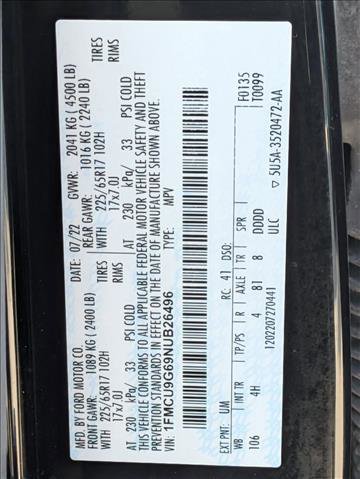 MFD. BY FORD MOTOR CO.
DATE: 07/22 GVWR: 2041 KG (4500 LB)
FRONT GAWR: 1089 KG (2400 LB) REAR GAWR: 1016 KG (2240 LB)
225/65R17 102H TIRES WITH 225/65R17 102H TIRES
17x7.0J RIMS 17x7.0J RIMS
AT 230 kPa/ 33 PSI COLD AT 230 kPa/ 33 PSI COLD
THIS VEHICLE CONFORMS TO ALL APPLICABLE FEDERAL MOTOR VEHICLE SAFETY AND THEFT
PREVENTION STANDARDS IN EFFECT ON THE DATE OF MANUFACTURE SHOWN ABOVE.
VIN: 1FMCU9G69NUB26496
TYPE: MPV
F0135
T0099
EXT PNT: UM RC: 41 DSO:
WB INT TR TP/PS R AXLE TR SPR
106 4H 4 81 8 DDDD
ULC
1202207270441 ▽ 5U5A-3520472-AA